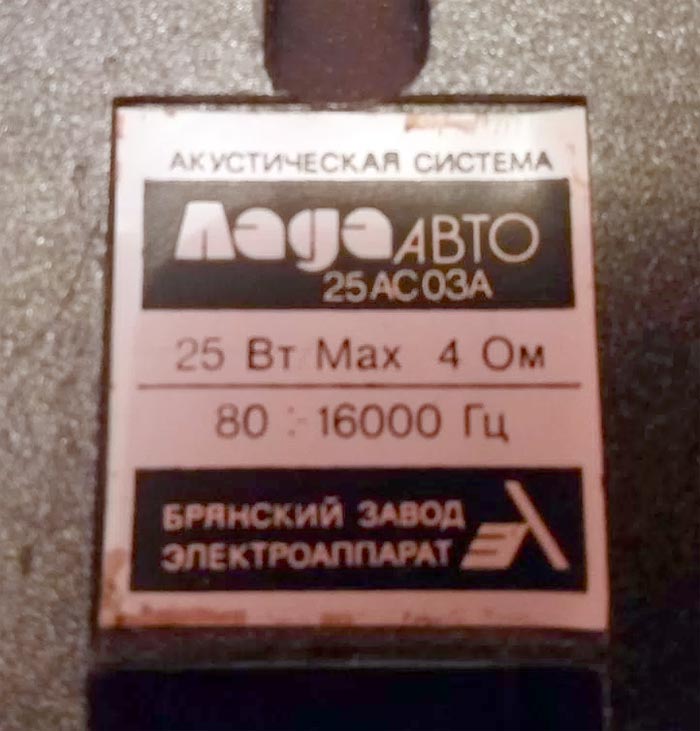 АКУСТИЧЕСКАЯ СИСТЕМА
Лада АВТО
25АС03А
25 Вт Max 4 Ом
80 ÷ 16000 Гц
БРЯНСКИЙ ЗАВОД
ЭЛЕКТРОАППАРАТ